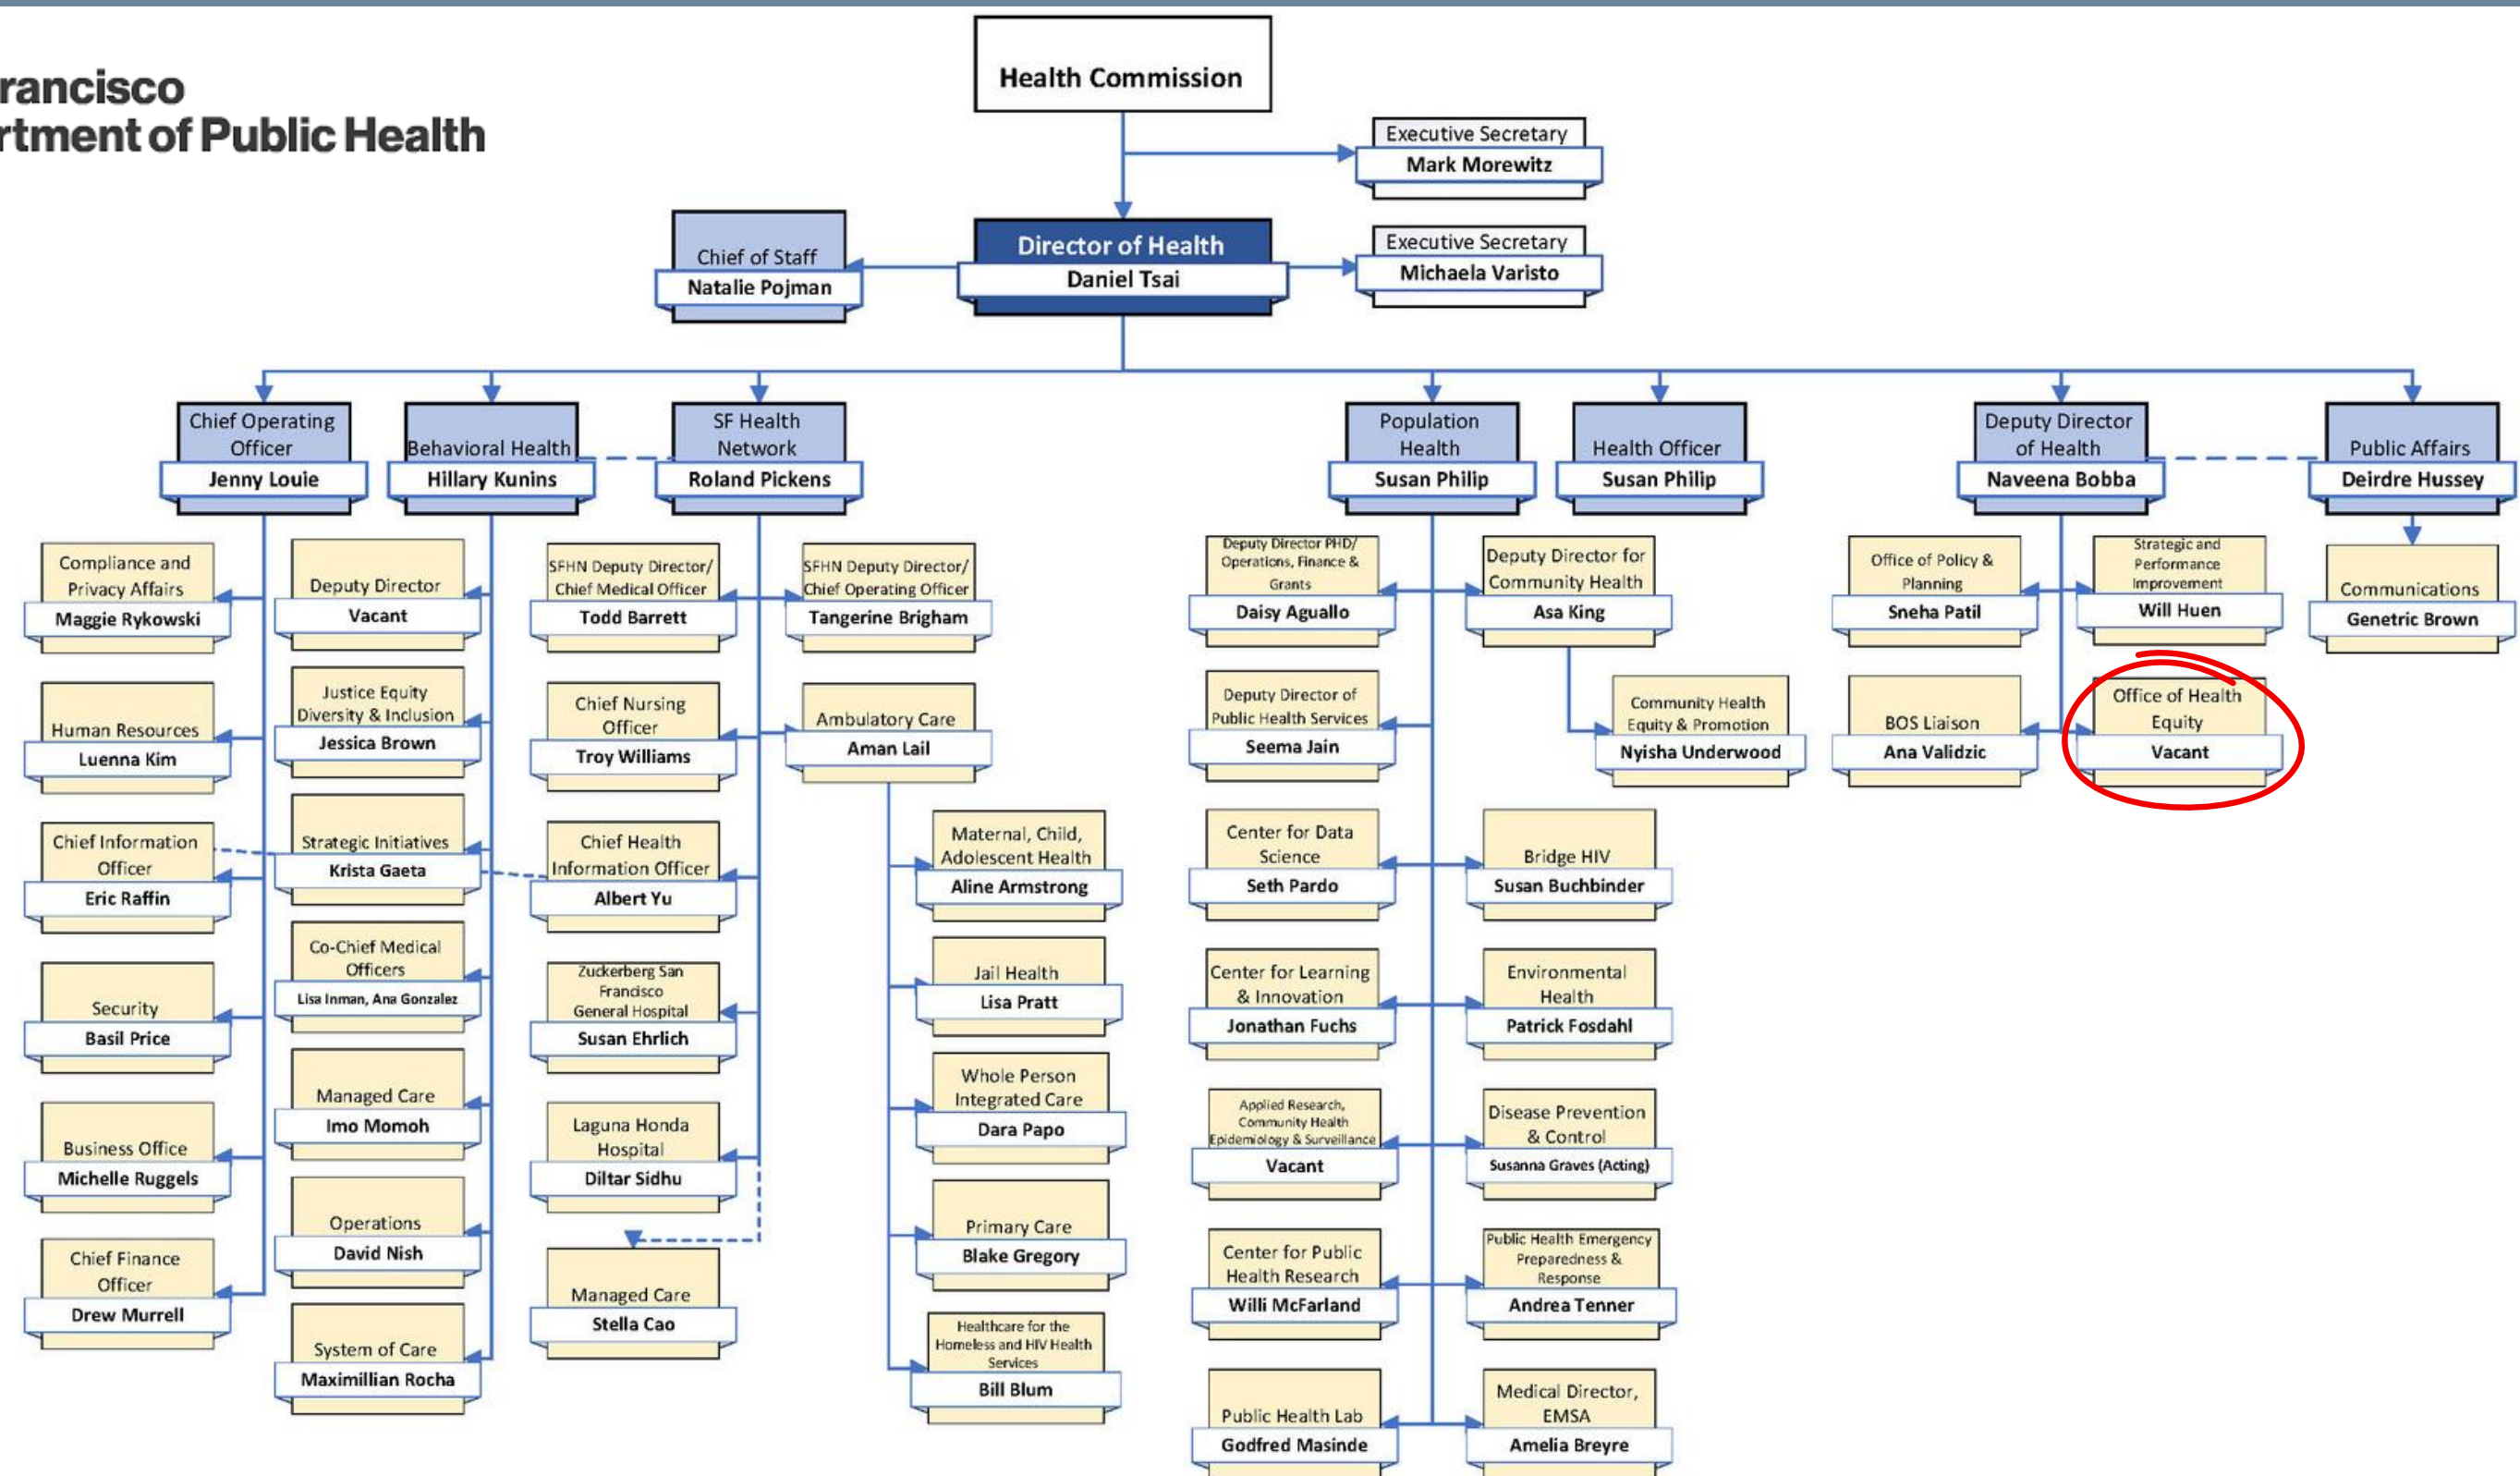 rancisco
rtment of Public Health
Health Commission
Executive Secretary
Mark Morewitz
Chief of Staff
Natalie Pojman
Director of Health
Daniel Tsai
Executive Secretary
Michaela Varisto
Chief Operating
Officer
Jenny Louie
Behavioral Health
Hillary Kunins
SF Health
Network
Roland Pickens
Population
Health
Susan Philip
Health Officer
Susan Philip
Deputy Director
of Health
Naveena Bobba
Public Affairs
Deirdre Hussey
Compliance and
Privacy Affairs
Maggie Rykowski
Human Resources
Luenna Kim
Chief Information
Officer
Eric Raffin
Security
Basil Price
Business Office
Michelle Ruggels
Chief Finance
Officer
Drew Murrell
Deputy Director
Vacant
Justice Equity
Diversity & Inclusion
Jessica Brown
Strategic Initiatives
Krista Gaeta
Co-Chief Medical
Officers
Lisa Inman, Ana Gonzalez
Managed Care
Imo Momoh
Operations
David Nish
System of Care
Maximillian Rocha
SFHN Deputy Director/
Chief Medical Officer
Todd Barrett
Chief Nursing
Officer
Troy Williams
Chief Health
Information Officer
Albert Yu
Zuckerberg San
Francisco
General Hospital
Susan Ehrlich
Laguna Honda
Hospital
Diltar Sidhu
Managed Care
Stella Cao
SFHN Deputy Director/
Chief Operating Officer
Tangerine Brigham
Ambulatory Care
Aman Lail
Maternal, Child,
Adolescent Health
Aline Armstrong
Jail Health
Lisa Pratt
Whole Person
Integrated Care
Dara Papo
Primary Care
Blake Gregory
Healthcare for the
Homeless and HIV Health
Services
Bill Blum
Deputy Director PHD/
Operations, Finance &
Grants
Daisy Aguallo
Deputy Director of
Public Health Services
Seema Jain
Center for Data
Science
Seth Pardo
Center for Learning
& Innovation
Jonathan Fuchs
Applied Research,
Community Health
Epidemiology & Surveillance
Vacant
Center for Public
Health Research
Willi McFarland
Public Health Lab
Godfred Masinde
Deputy Director for
Community Health
Asa King
Community Health
Equity & Promotion
Nyisha Underwood
Bridge HIV
Susan Buchbinder
Environmental
Health
Patrick Fosdahl
Disease Prevention
& Control
Susanna Graves (Acting)
Public Health Emergency
Preparedness &
Response
Andrea Tenner
Medical Director,
EMSA
Amelia Breyre
Office of Policy &
Planning
Sneha Patil
BOS Liaison
Ana Validzic
Strategic and
Performance
Improvement
Will Huen
Office of Health
Equity
Vacant
Communications
Genetric Brown